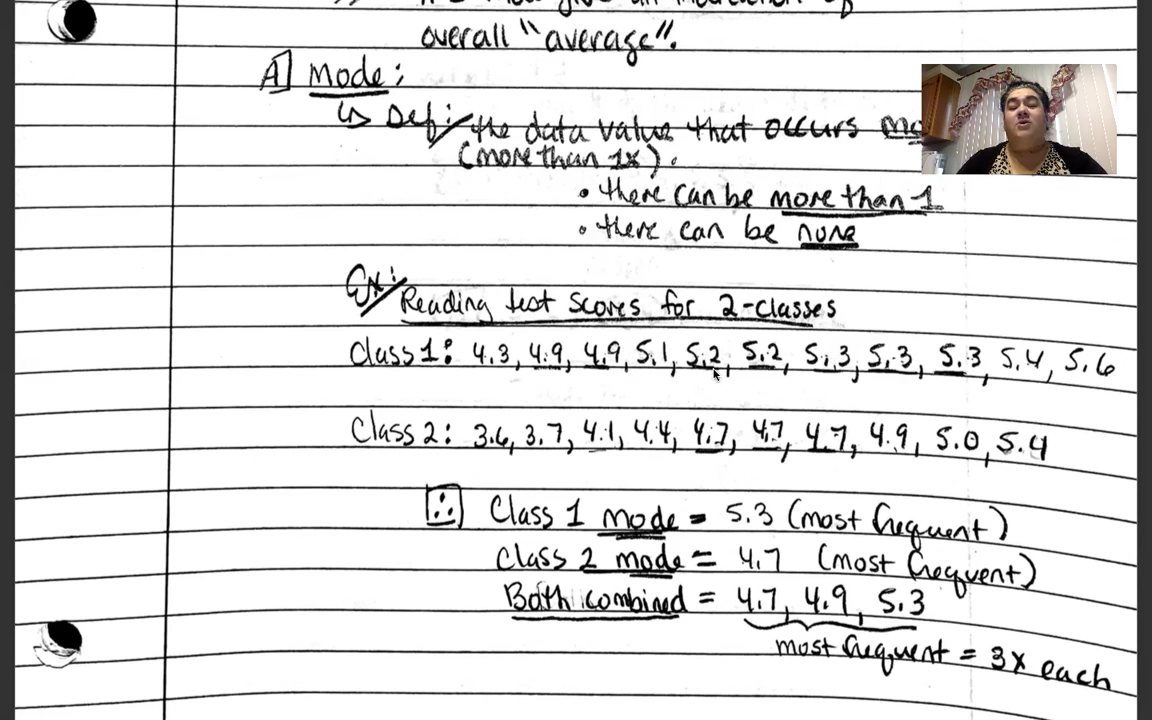 overall "average".
A] Mode:
↳ Def: the data value that occurs
(more than 1x).
• there can be more than 1
• there can be none
Ex: Reading test scores for 2-classes
Class 1: 4.3, 4.9, 4.9, 5.1, 5.2, 5.2, 5.3, 5.3, 5.3, 5.4, 5.6
Class 2: 3.6, 3.7, 4.1, 4.4, 4.7, 4.7, 4.7, 4.9, 5.0, 5.4
∴ Class 1 mode = 5.3 (most frequent)
Class 2 mode = 4.7 (most frequent)
Both combined = 4.7, 4.9, 5.3
most frequent = 3x each